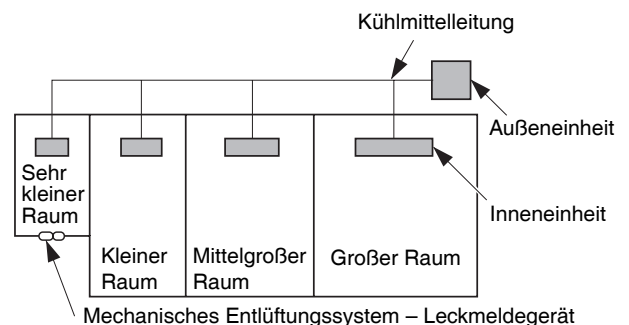 Kühlmittelleitung
Außeneinheit
Inneneinheit
Sehr
kleiner
Raum
Kleiner
Raum
Mittelgroßer
Raum
Großer Raum
Mechanisches Entlüftungssystem – Leckmeldegerät